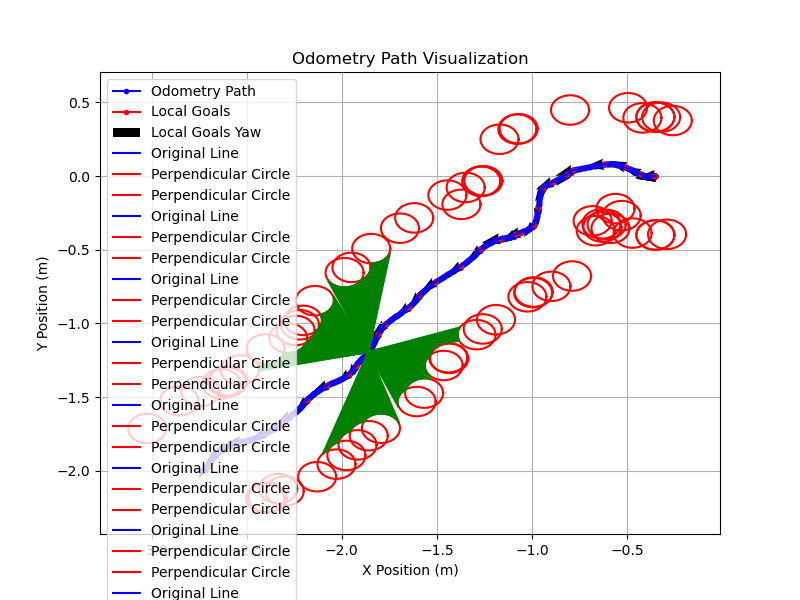 Odometry Path Visualization
Y Position (m)
0.5
0.0
−0.5
−1.0
−1.5
−2.0
Odometry Path
Local Goals
Local Goals Yaw
Original Line
Perpendicular Circle
Perpendicular Circle
Original Line
Perpendicular Circle
Perpendicular Circle
Original Line
Perpendicular Circle
Perpendicular Circle
Original Line
Perpendicular Circle
Perpendicular Circle
Original Line
Perpendicular Circle
Perpendicular Circle
Original Line
Perpendicular Circle
Perpendicular Circle
Original Line
Perpendicular Circle
Perpendicular Circle
Original Line
−2.0 −1.5 −1.0 −0.5
X Position (m)